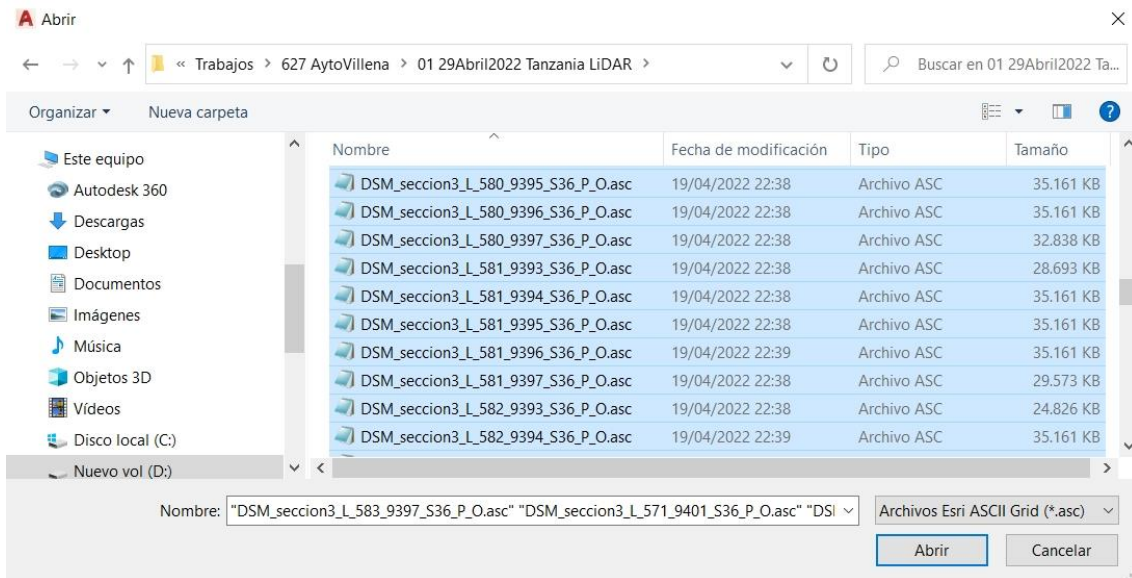 Abrir
« Trabajos > 627 AytoVillena > 01 29Abril2022 Tanzania LiDAR >
Buscar en 01 29Abril2022 Ta...
Organizar
Nueva carpeta
Este equipo
Autodesk 360
Descargas
Desktop
Documentos
Imágenes
Música
Objetos 3D
Vídeos
Disco local (C:)
Nuevo vol (D:)
Nombre Fecha de modificación Tipo Tamaño
DSM_seccion3_L_580_9395_S36_P_O.asc 19/04/2022 22:38 Archivo ASC 35.161 KB
DSM_seccion3_L_580_9396_S36_P_O.asc 19/04/2022 22:38 Archivo ASC 35.161 KB
DSM_seccion3_L_580_9397_S36_P_O.asc 19/04/2022 22:38 Archivo ASC 32.838 KB
DSM_seccion3_L_581_9393_S36_P_O.asc 19/04/2022 22:38 Archivo ASC 28.693 KB
DSM_seccion3_L_581_9394_S36_P_O.asc 19/04/2022 22:38 Archivo ASC 35.161 KB
DSM_seccion3_L_581_9395_S36_P_O.asc 19/04/2022 22:38 Archivo ASC 35.161 KB
DSM_seccion3_L_581_9396_S36_P_O.asc 19/04/2022 22:39 Archivo ASC 35.161 KB
DSM_seccion3_L_581_9397_S36_P_O.asc 19/04/2022 22:38 Archivo ASC 29.573 KB
DSM_seccion3_L_582_9393_S36_P_O.asc 19/04/2022 22:38 Archivo ASC 24.826 KB
DSM_seccion3_L_582_9394_S36_P_O.asc 19/04/2022 22:39 Archivo ASC 35.161 KB
Nombre: "DSM_seccion3_L_583_9397_S36_P_O.asc" "DSM_seccion3_L_571_9401_S36_P_O.asc" "DSI
Archivos Esri ASCII Grid (*.asc)
Abrir
Cancelar